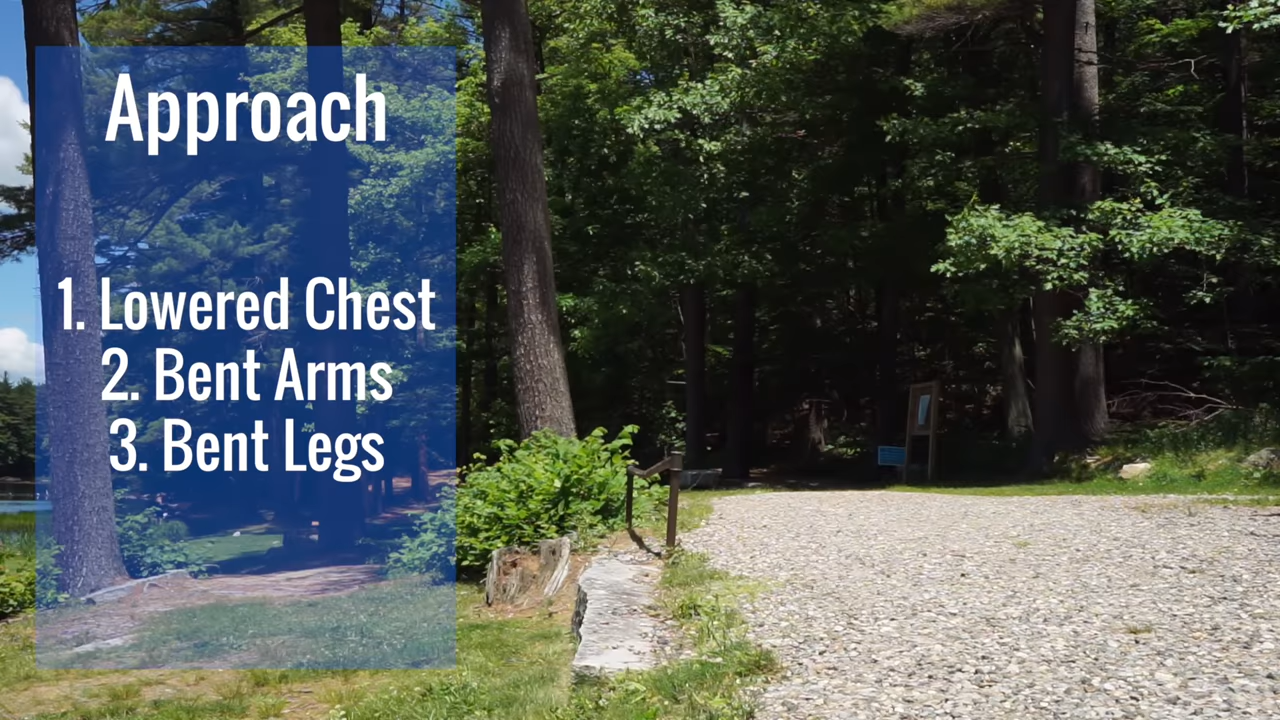 Approach
1. Lowered Chest
2. Bent Arms
3. Bent Legs